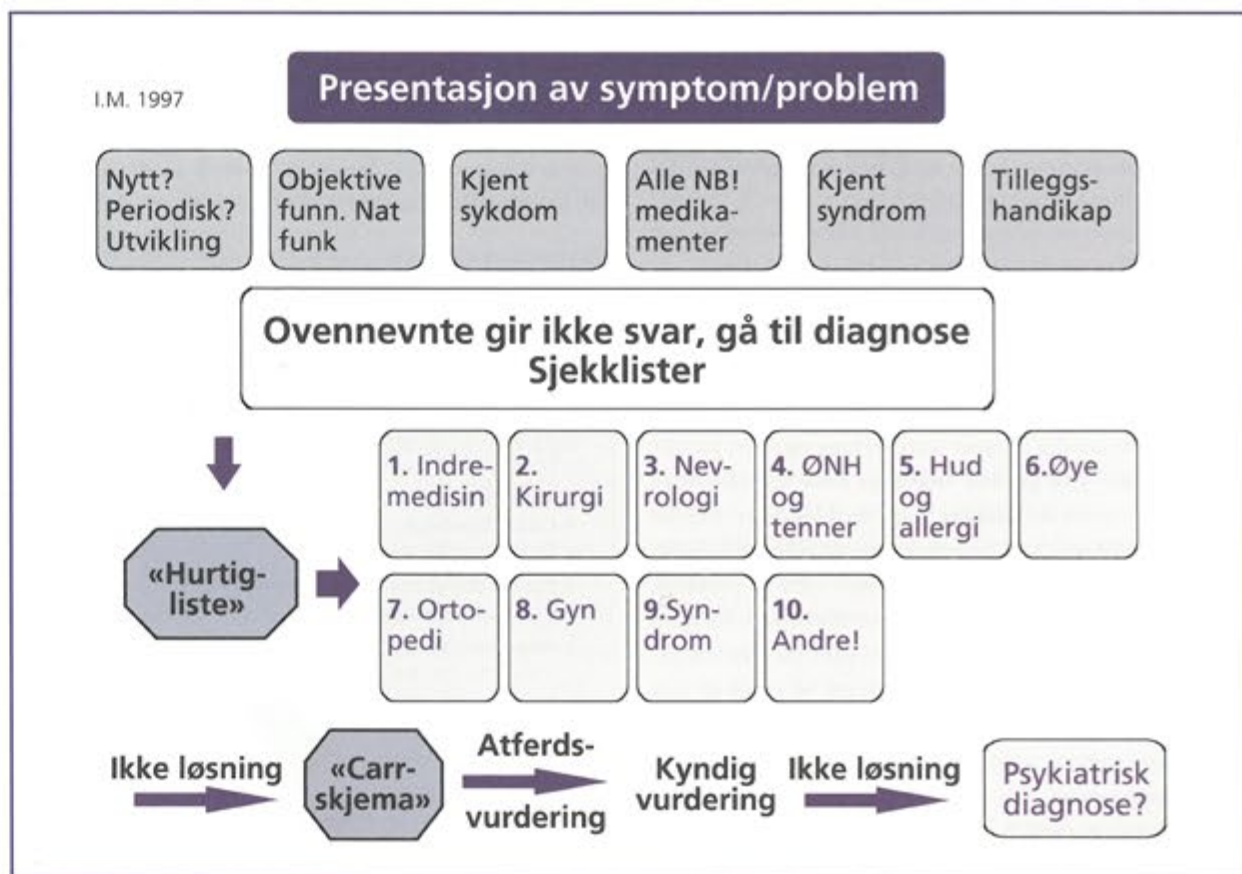 I.M. 1997
Presentasjon av symptom/problem
Nytt?
Periodisk?
Utvikling
Objektive
funn. Nat
funk
Kjent
sykdom
Alle NB!
medika-
menter
Kjent
syndrom
Tilleggs-
handikap
Ovennevnte gir ikke svar, gå til diagnose
Sjekklister
«Hurtig-
liste»
1. Indre-
medisin
2.
Kirurgi
3. Nev-
rologi
4. ØNH
og
tenner
5. Hud
og
allergi
6.Øye
7. Orto-
pedi
8. Gyn
9.Syn-
drom
10.
Andre!
Ikke løsning
«Carr-
skjema»
Atferds-
vurdering
Kyndig
vurdering
Ikke løsning
Psykiatrisk
diagnose?